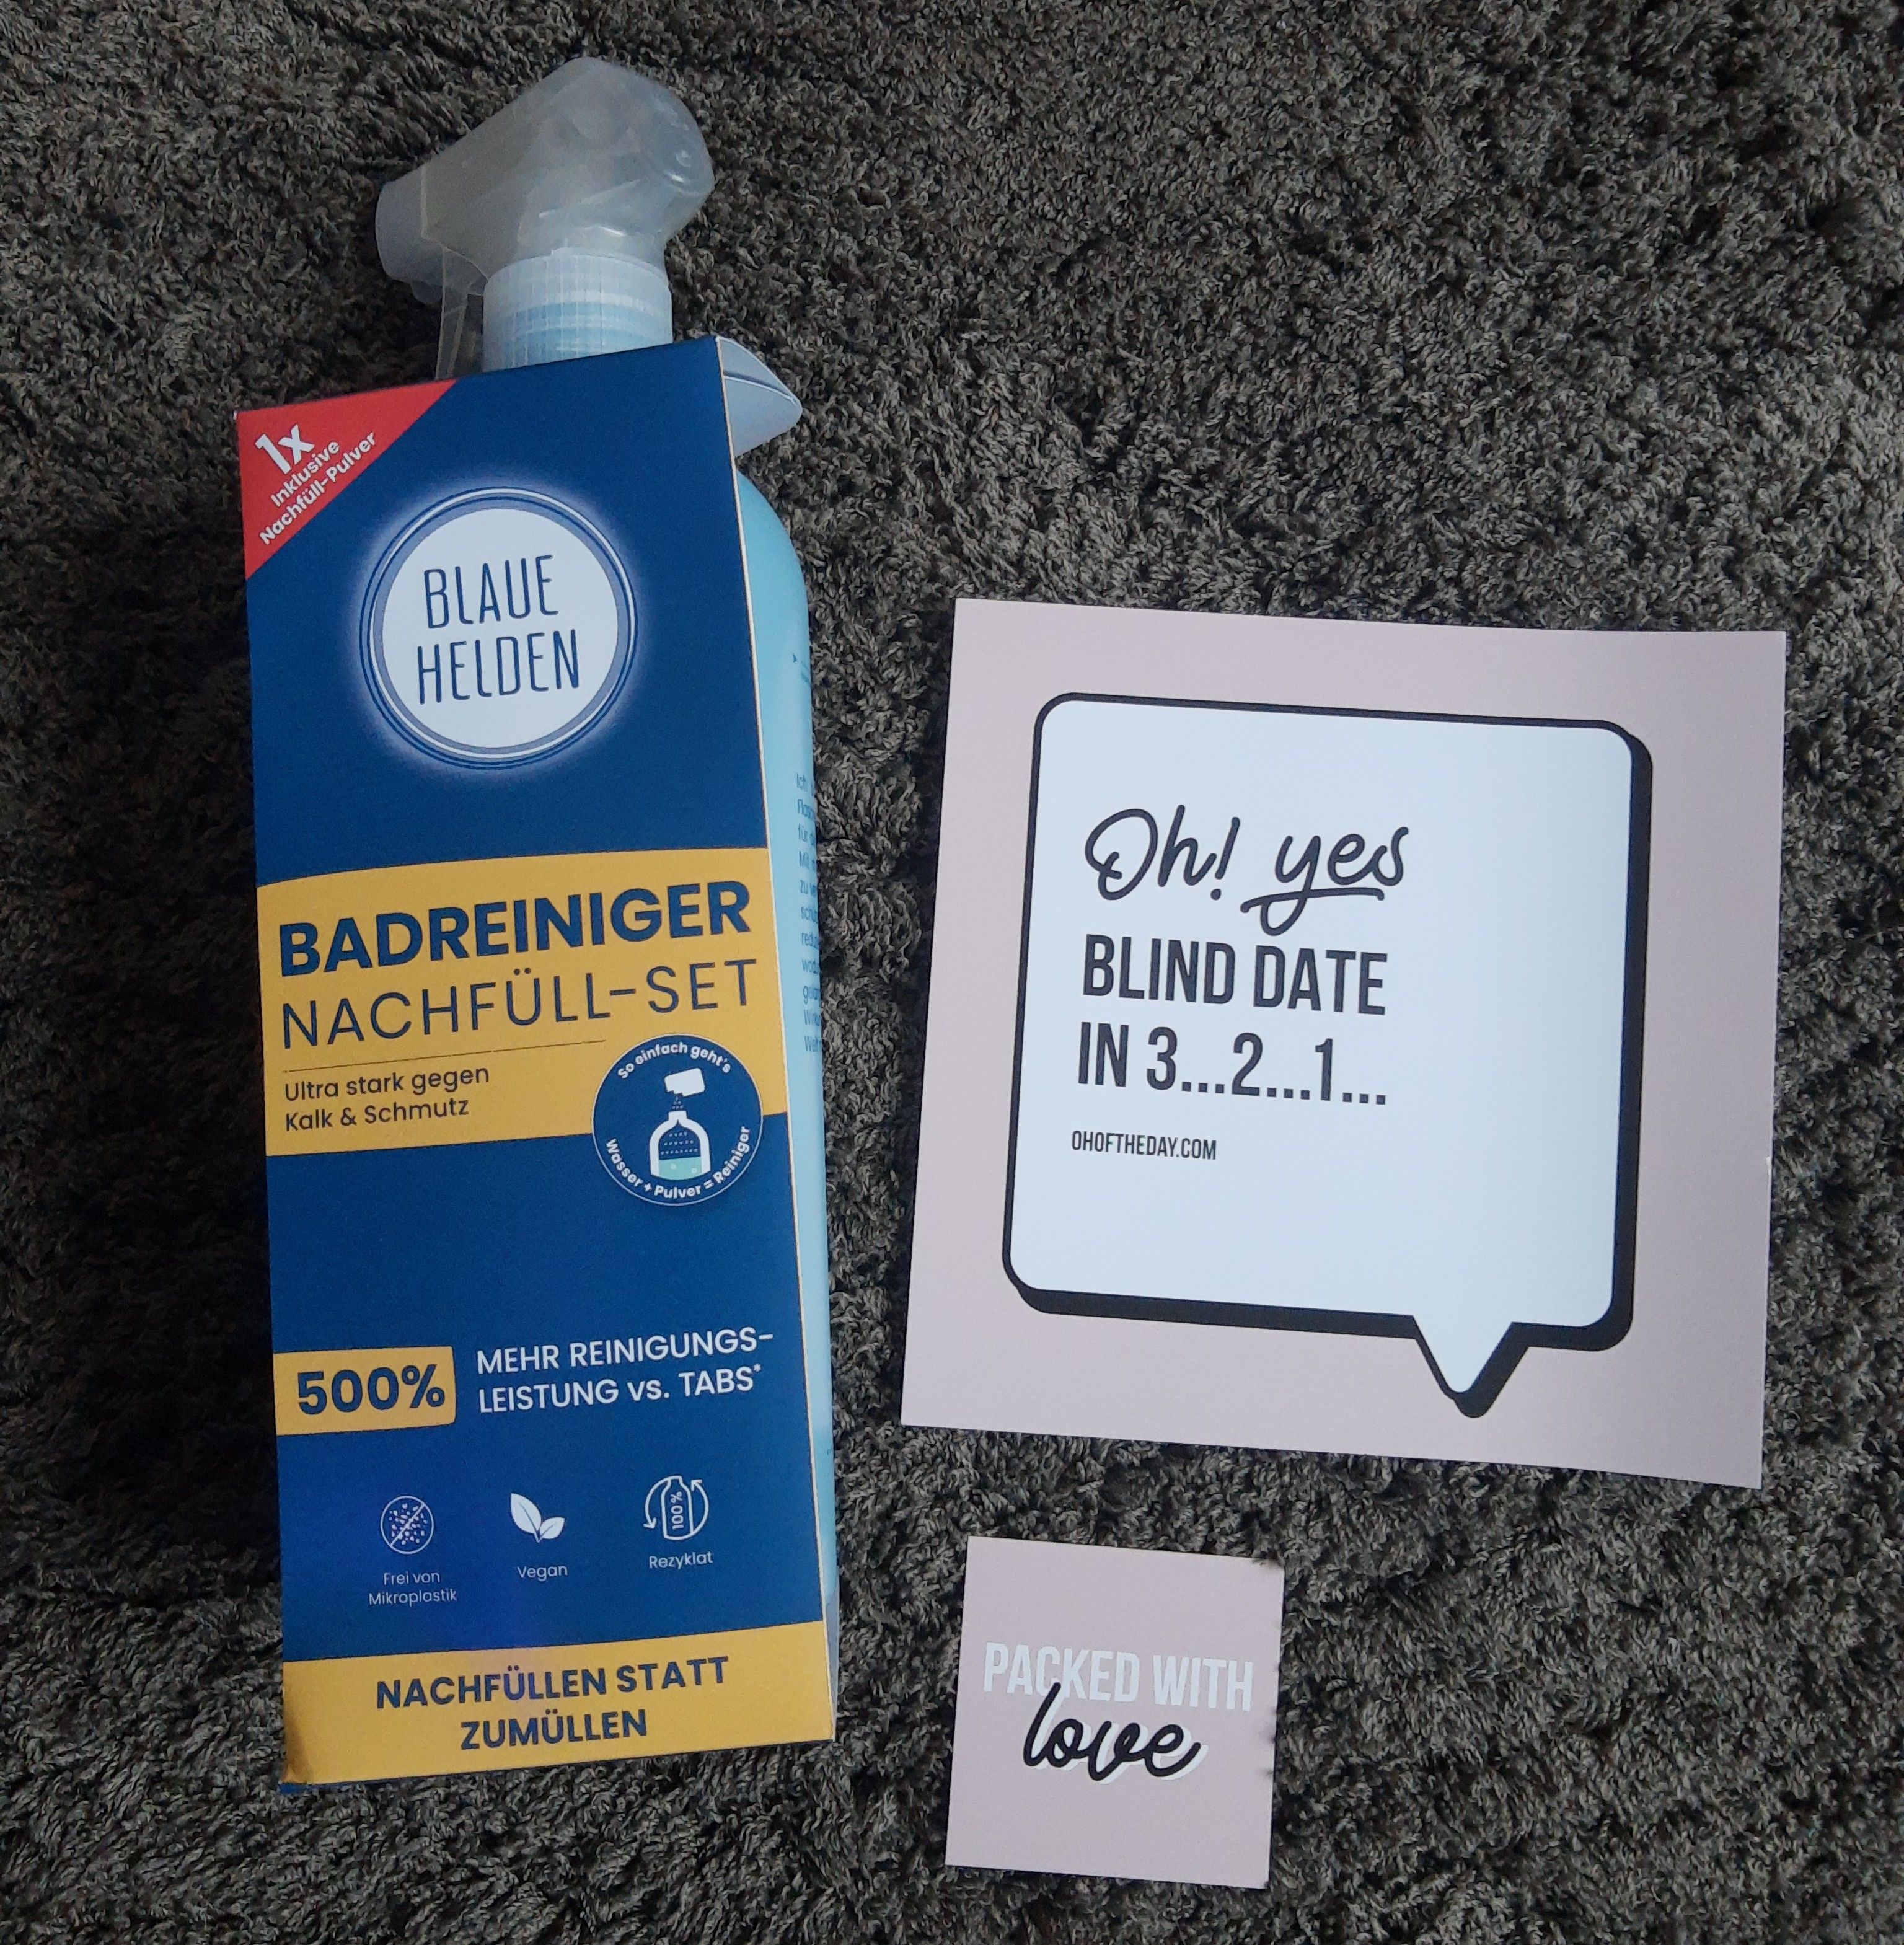 1x
Inklusive
Nachfüll-Pulver
BLAUE
HELDEN
BADREINIGER
NACHFÜLL-SET
Ultra stark gegen
Kalk & Schmutz
So einfach geht's
Wasser + Pulver = Reiniger
500%
MEHR REINIGUNGS-
LEISTUNG vs. TABS*
Frei von
Mikroplastik
Vegan
100%
Rezyklat
NACHFÜLLEN STATT
ZUMÜLLEN
Oh! yes
BLIND DATE
IN 3...2...1...
OHOFTHEDAY.COM
PACKED WITH
love